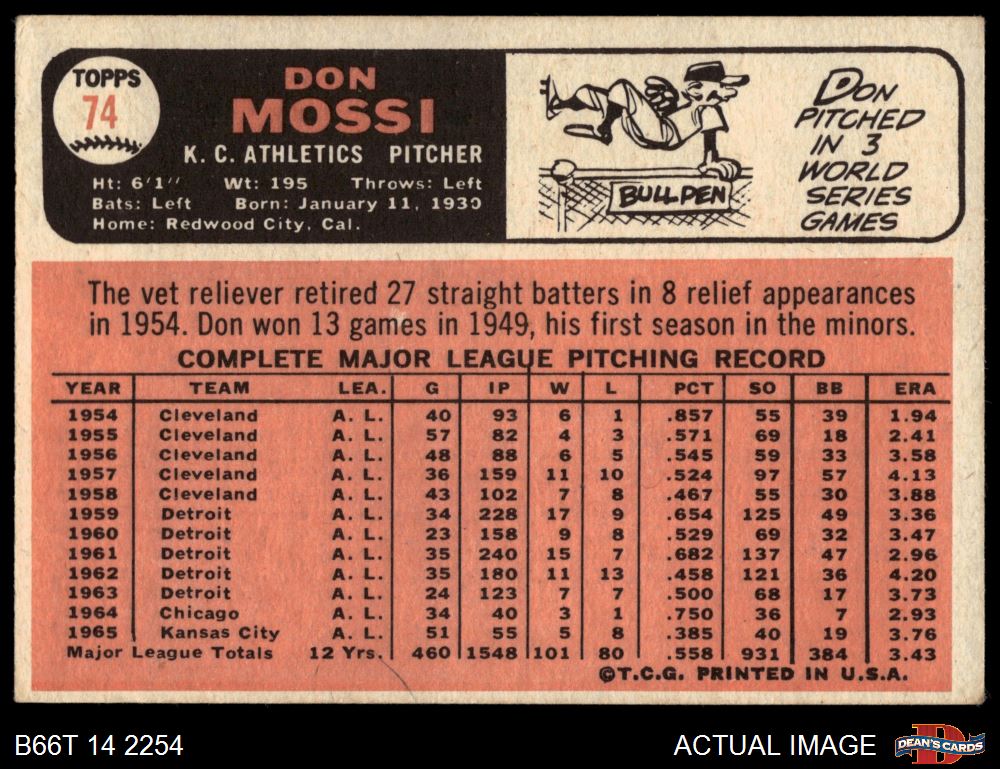 TOPPS
74
DON
MOSSI
K. C. ATHLETICS PITCHER
Ht: 6'1" Wt: 195 Throws: Left
Bats: Left Born: January 11, 1930
Home: Redwood City, Cal.
BULLPEN
DON
PITCHED
IN 3
WORLD
SERIES
GAMES
The vet reliever retired 27 straight batters in 8 relief appearances
in 1954. Don won 13 games in 1949, his first season in the minors.
COMPLETE MAJOR LEAGUE PITCHING RECORD
YEAR TEAM LEA. G IP W L PCT SO BB ERA
1954 Cleveland A. L. 40 93 6 1 .857 55 39 1.94
1955 Cleveland A. L. 57 82 4 3 .571 69 18 2.41
1956 Cleveland A. L. 48 88 6 5 .545 59 33 3.58
1957 Cleveland A. L. 36 159 11 10 .524 97 57 4.13
1958 Cleveland A. L. 43 102 7 8 .467 55 30 3.88
1959 Detroit A. L. 34 228 17 9 .654 125 49 3.36
1960 Detroit A. L. 23 158 9 8 .529 69 32 3.47
1961 Detroit A. L. 35 240 15 7 .682 137 47 2.96
1962 Detroit A. L. 35 180 11 13 .458 121 36 4.20
1963 Detroit A. L. 24 123 7 7 .500 68 17 3.73
1964 Chicago A. L. 34 40 3 1 .750 36 7 2.93
1965 Kansas City A. L. 51 55 5 8 .385 40 19 3.76
Major League Totals 12 Yrs. 460 1548 101 80 .558 931 384 3.43
©T.C.G. PRINTED IN U.S.A.
B66T 14 2254
ACTUAL IMAGE
D
DEAN'S CARDS